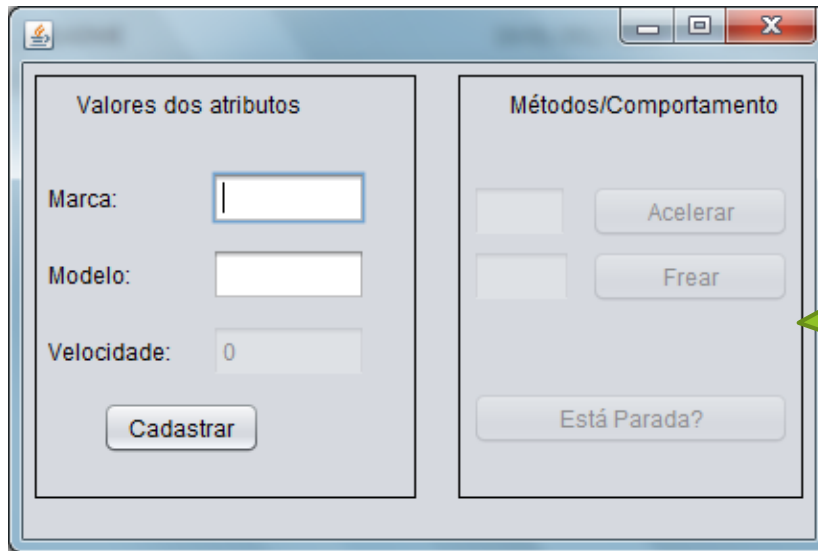 Valores dos atributos
Marca:
Modelo:
Velocidade: 0
Cadastrar
Métodos/Comportamento
Acelerar
Frear
Está Parada?